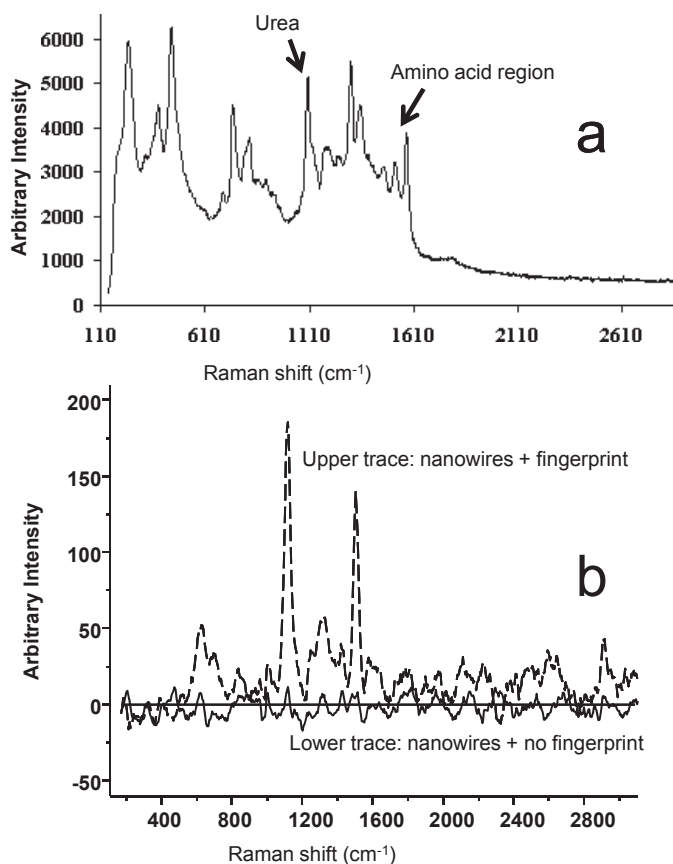 Urea
Amino acid region
a
Arbitrary Intensity
6000
5000
4000
3000
2000
1000
0
110 610 1110 1610 2110 2610
Raman shift (cm⁻¹)
200
150
100
50
0
-50
Upper trace: nanowires + fingerprint
b
Arbitrary Intensity
Lower trace: nanowires + no fingerprint
400 800 1200 1600 2000 2400 2800
Raman shift (cm⁻¹)